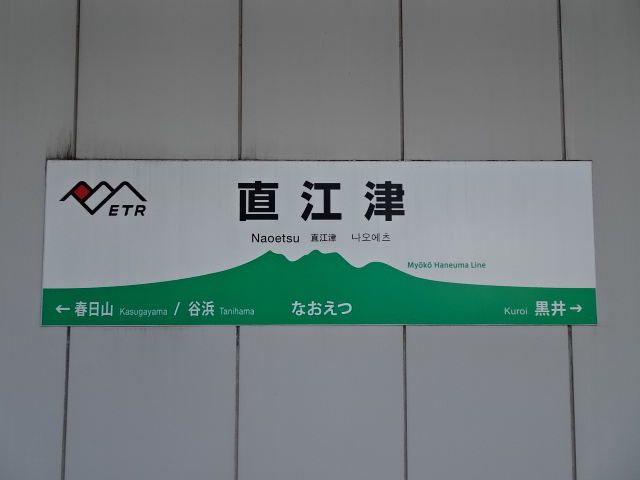 ETR
直江津
Naoetsu 直江津 나오에츠
Myōkō Haneuma Line
← 春日山 Kasugayama / 谷浜 Tanihama なおえつ Kuroi 黒井 →